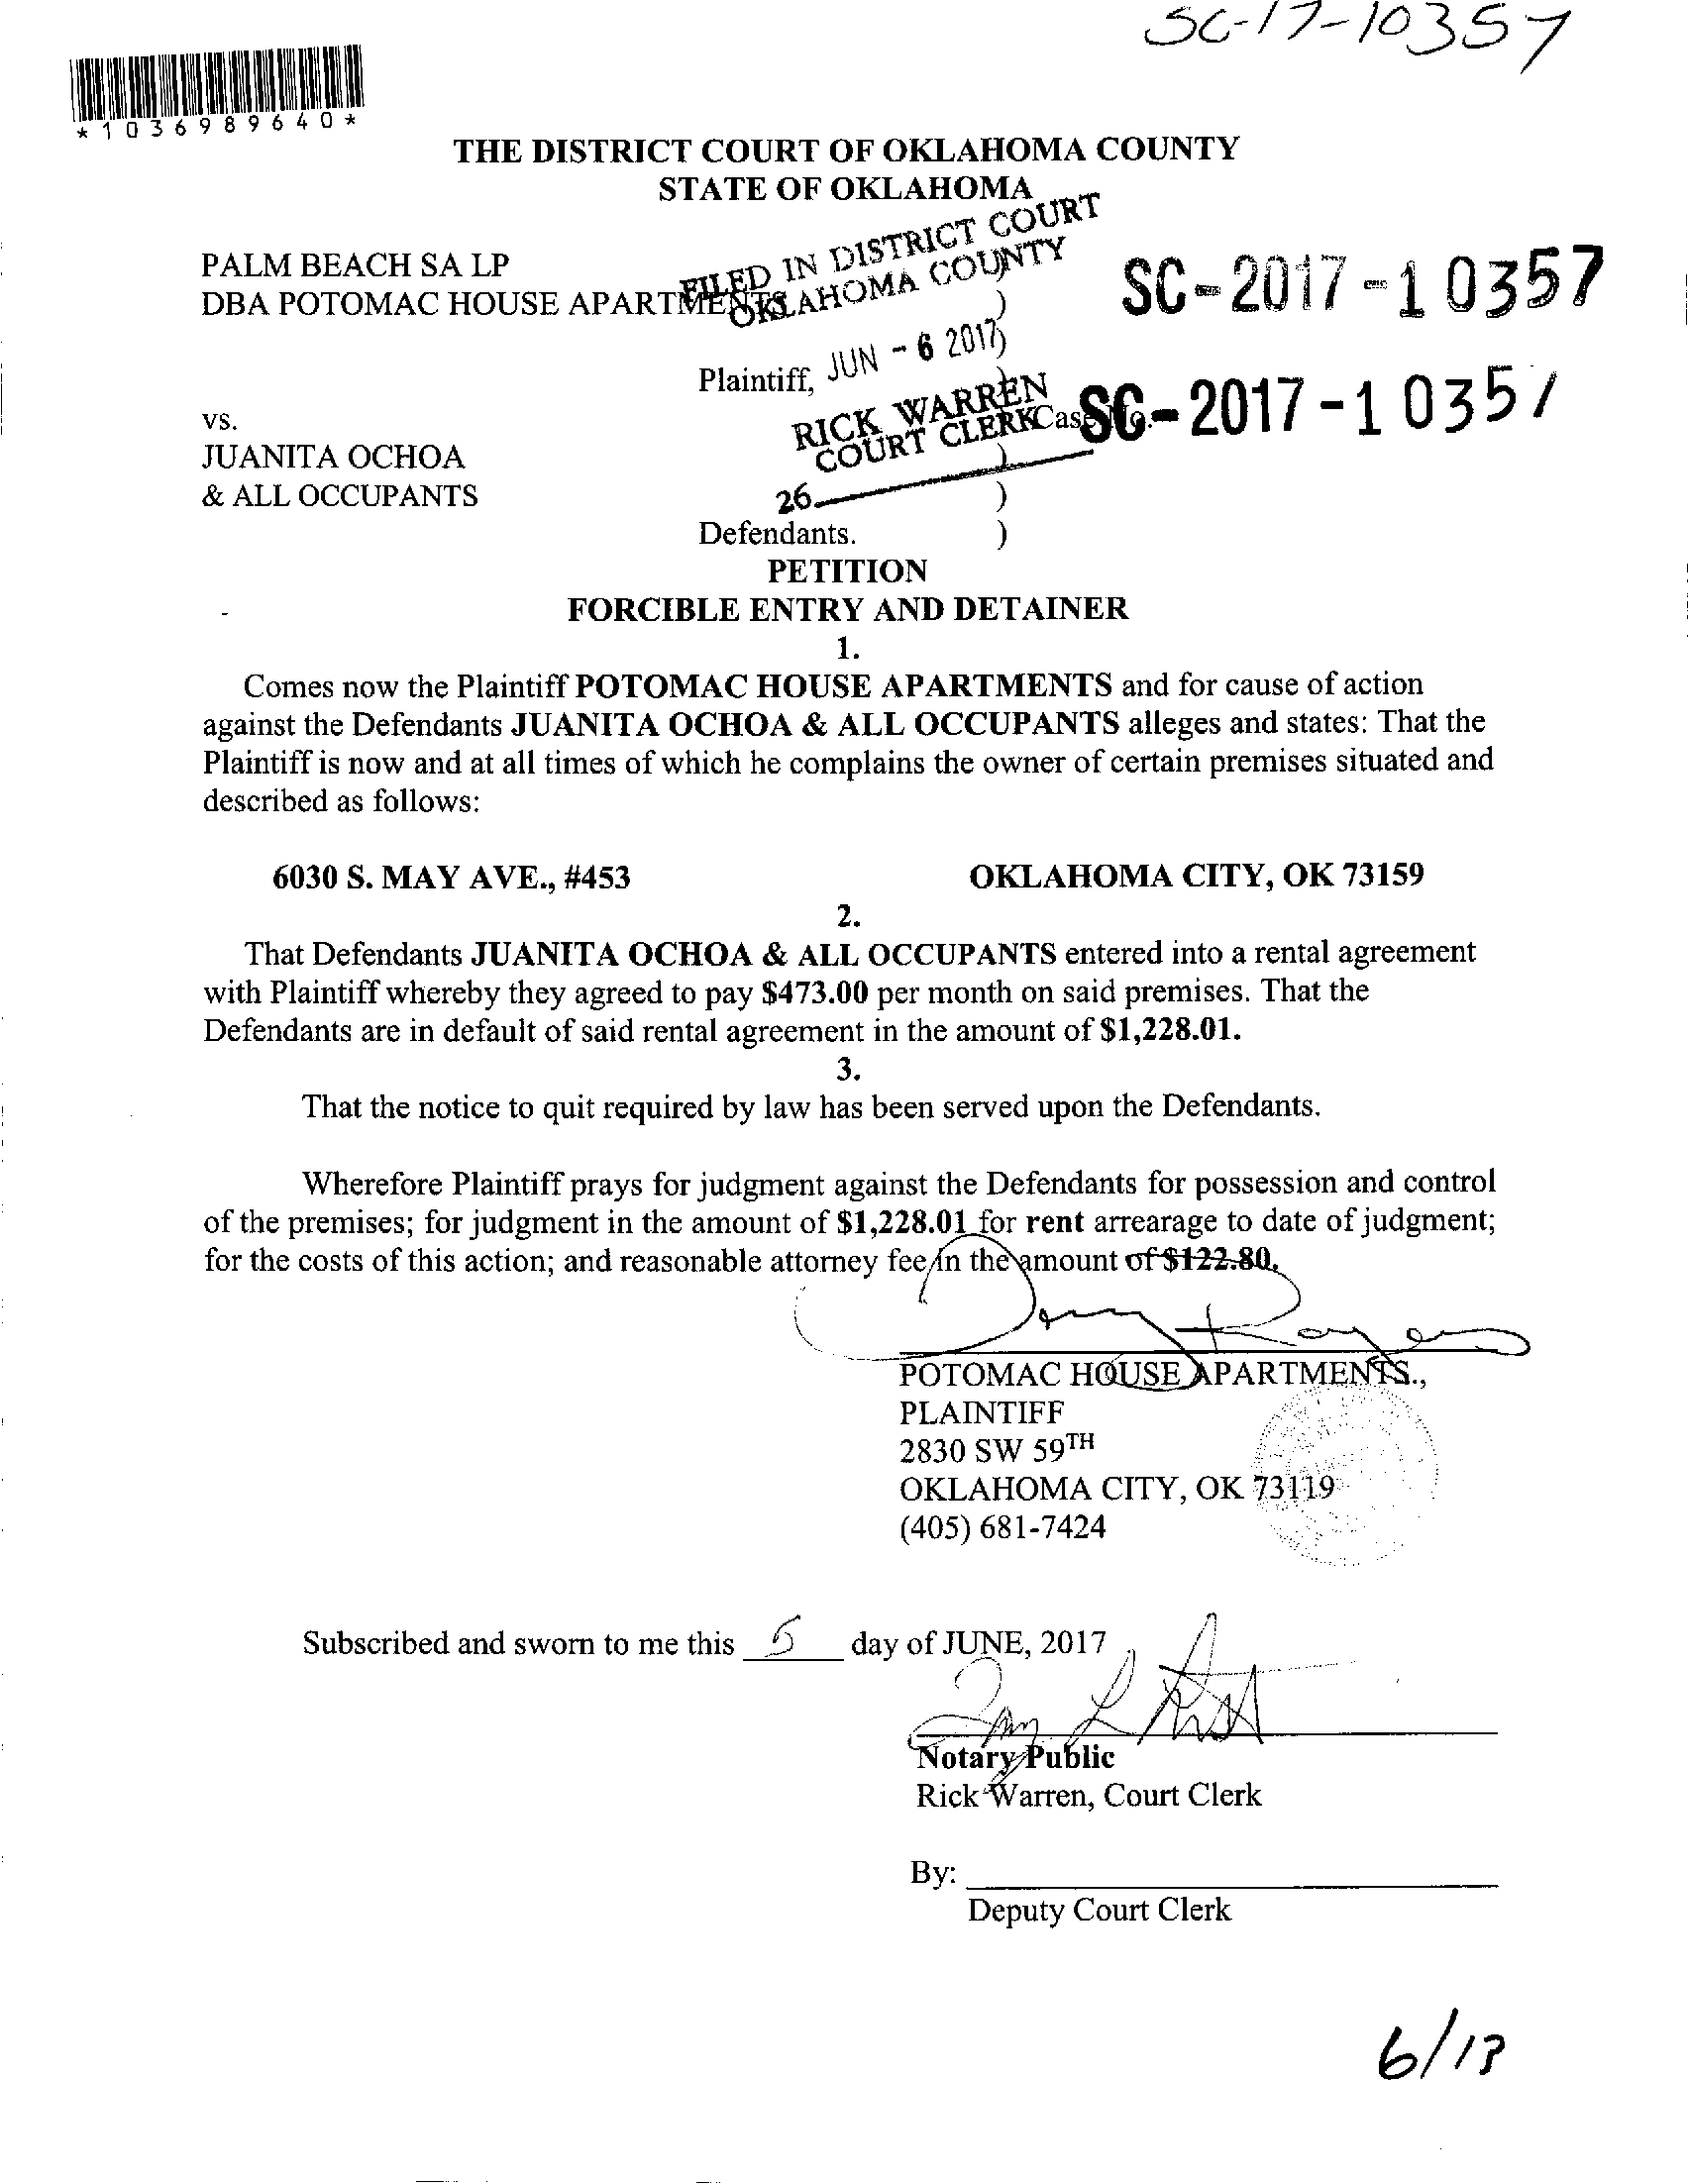 SC-17-10357
*1036989640*
THE DISTRICT COURT OF OKLAHOMA COUNTY
STATE OF OKLAHOMA
FILED IN DISTRICT COURT
OKLAHOMA COUNTY
PALM BEACH SA LP
DBA POTOMAC HOUSE APARTMENTS )
SC-2017-10357
Plaintiff, )
JUN - 6 2017
RICK WARREN
COURT CLERK
vs. Case No. SC-2017-10357
JUANITA OCHOA )
& ALL OCCUPANTS )
26
Defendants. )
PETITION
FORCIBLE ENTRY AND DETAINER
1.
Comes now the Plaintiff POTOMAC HOUSE APARTMENTS and for cause of action
against the Defendants JUANITA OCHOA & ALL OCCUPANTS alleges and states: That the
Plaintiff is now and at all times of which he complains the owner of certain premises situated and
described as follows:
6030 S. MAY AVE., #453 OKLAHOMA CITY, OK 73159
2.
That Defendants JUANITA OCHOA & ALL OCCUPANTS entered into a rental agreement
with Plaintiff whereby they agreed to pay $473.00 per month on said premises. That the
Defendants are in default of said rental agreement in the amount of $1,228.01.
3.
That the notice to quit required by law has been served upon the Defendants.
Wherefore Plaintiff prays for judgment against the Defendants for possession and control
of the premises; for judgment in the amount of $1,228.01 for rent arrearage to date of judgment;
for the costs of this action; and reasonable attorney fee in the amount of $122.80.
POTOMAC HOUSE APARTMENTS.,
PLAINTIFF
2830 SW 59TH
OKLAHOMA CITY, OK 73119
(405) 681-7424
Subscribed and sworn to me this 5 day of JUNE, 2017
Notary Public
Rick Warren, Court Clerk
By:
Deputy Court Clerk
6/13